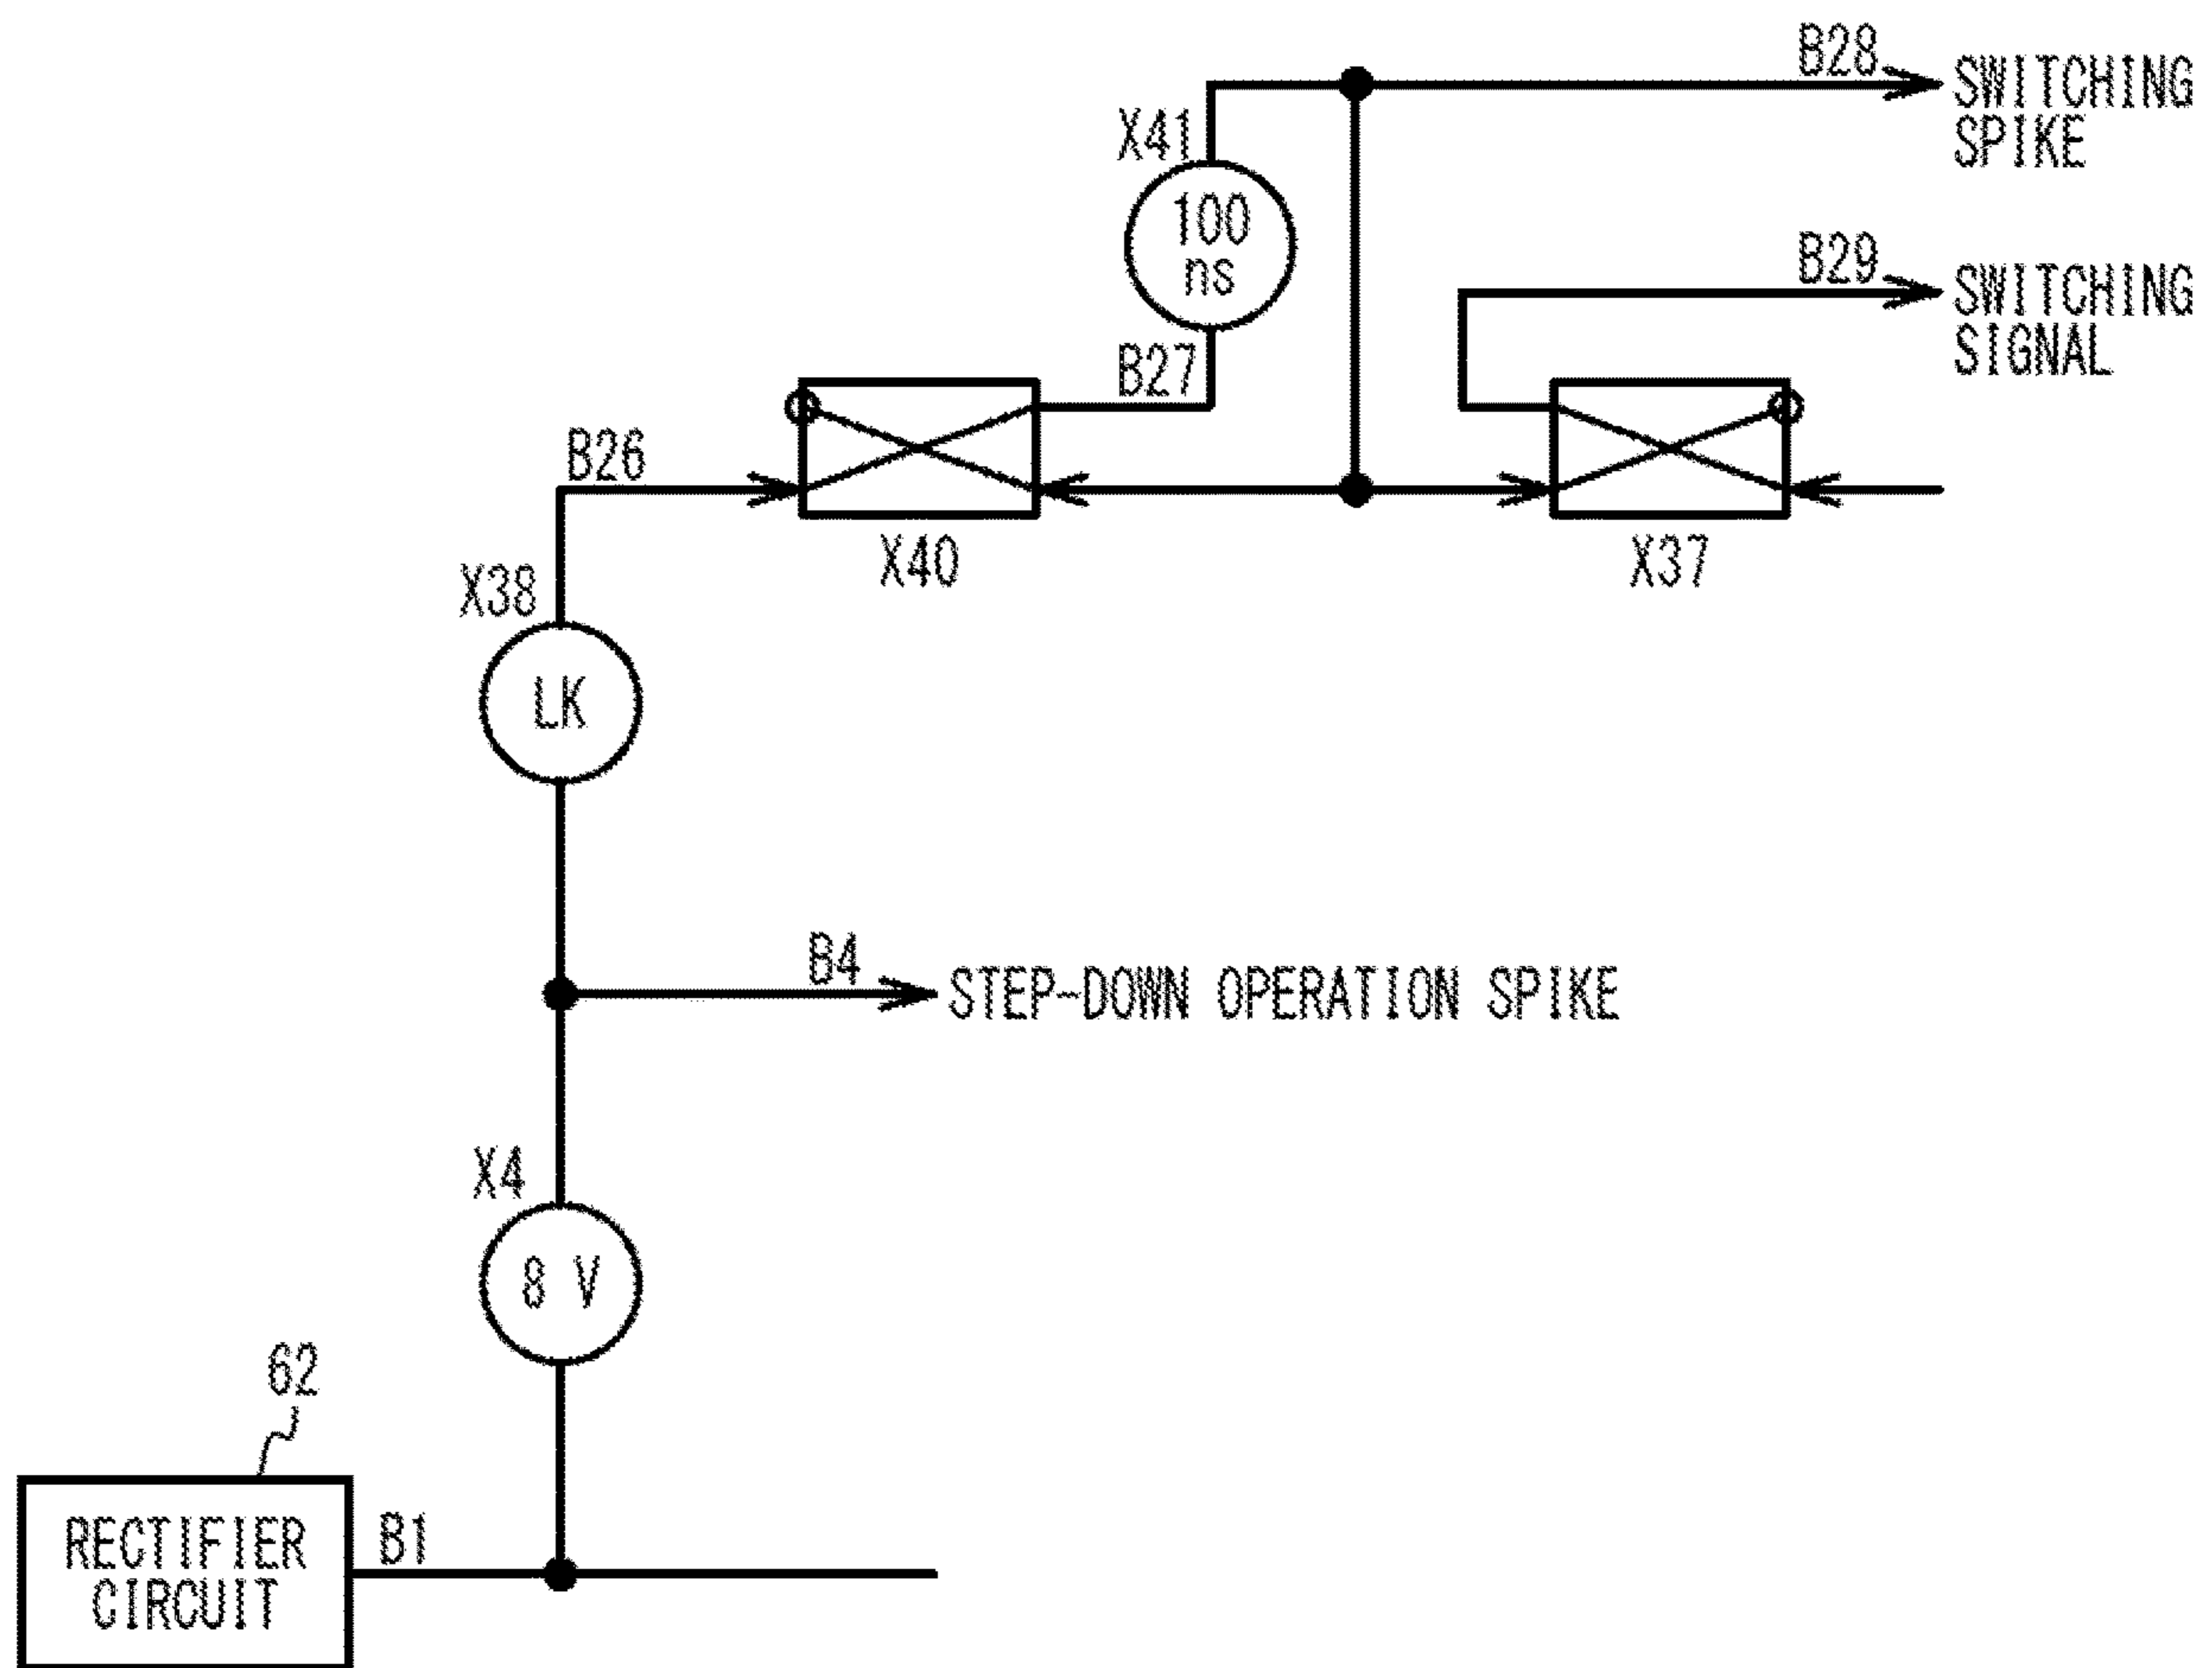 B28
SWITCHING
SPIKE
X41
100
ns
B29
SWITCHING
SIGNAL
B27
B26
X40
X37
X38
LK
B4
STEP-DOWN OPERATION SPIKE
X4
8 V
62
B1
RECTIFIER
CIRCUIT